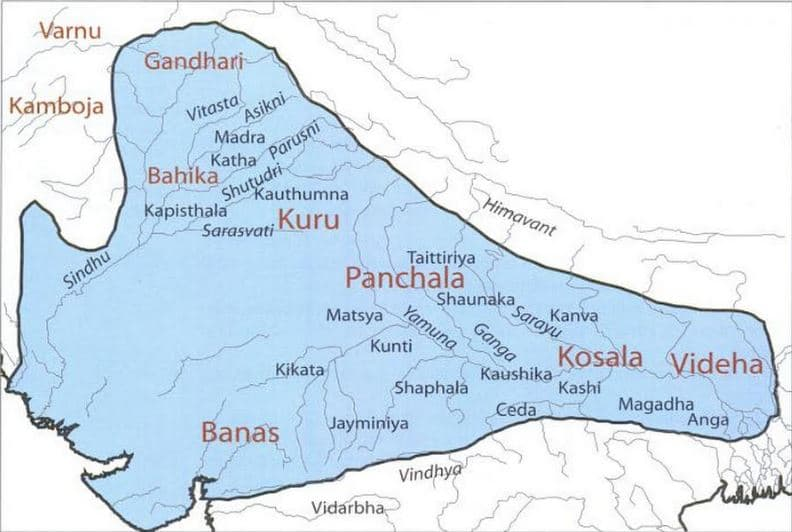 Varnu
Gandhari
Kamboja
Vitasta
Asikni
Madra
Parusni
Katha
Bahika
Shutudri
Kauthumna
Kapisthala
Kuru
Sarasvati
Himavant
Sindhu
Taittiriya
Panchala
Shaunaka
Matsya
Yamuna
Sarayu
Kanva
Kunti
Ganga
Kosala
Videha
Kikata
Kaushika
Shaphala
Kashi
Ceda
Magadha
Jayminiya
Anga
Banas
Vindhya
Vidarbha